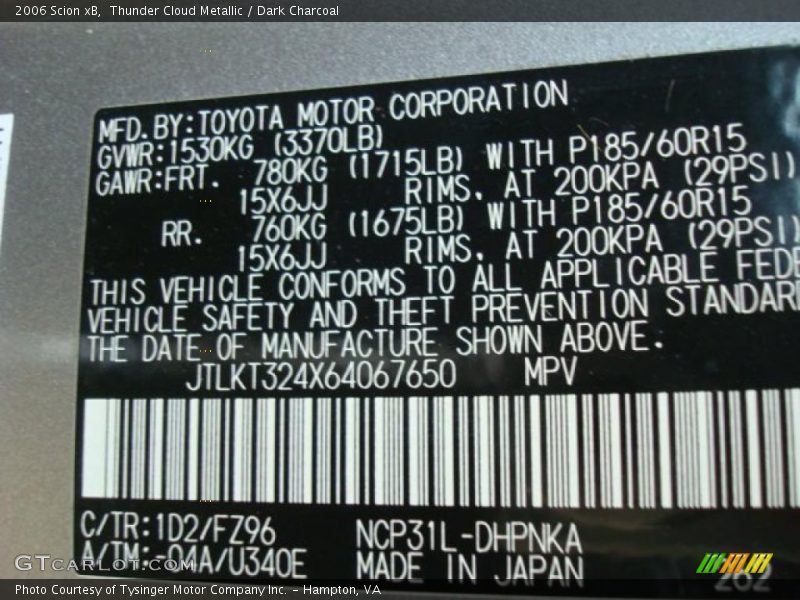 2006 Scion xB,  Thunder Cloud Metallic / Dark Charcoal
MFD.BY:TOYOTA MOTOR CORPORATION
GVWR:1530KG (3370LB)
GAWR:FRT. 780KG (1715LB) WITH P185/60R15
15X6JJ RIMS. AT 200KPA (29PSI)
RR. 760KG (1675LB) WITH P185/60R15
15X6JJ RIMS. AT 200KPA (29PSI)
THIS VEHICLE CONFORMS TO ALL APPLICABLE FEDE
VEHICLE SAFETY AND THEFT PREVENTION STANDAR
THE DATE OF MANUFACTURE SHOWN ABOVE.
JTLKT324X64067650 MPV
C/TR:1D2/FZ96 NCP31L-DHPNKA
A/TM:-04A/U340E MADE IN JAPAN
262
GTCarLot.com
Photo Courtesy of Tysinger Motor Company Inc. – Hampton, VA